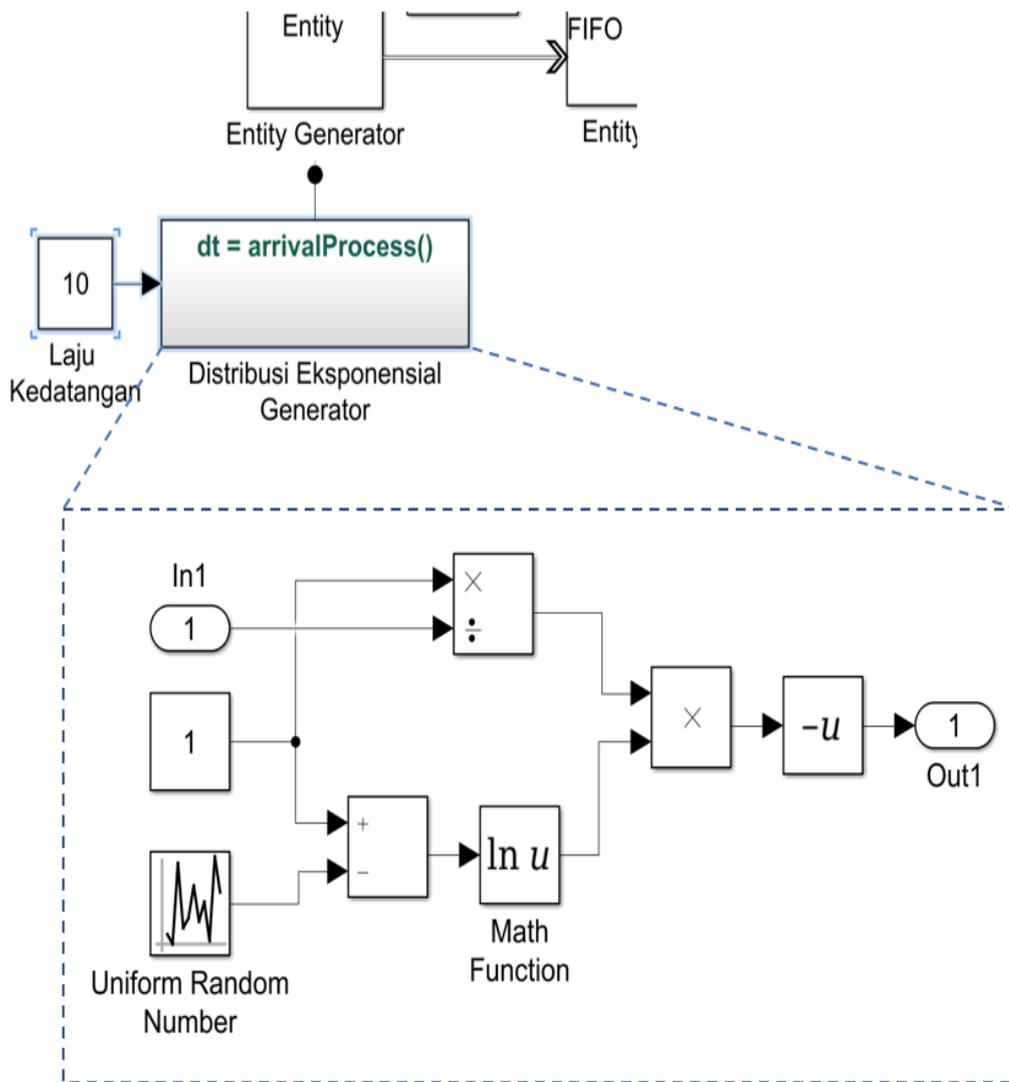 Entity
FIFO
Entity Generator
Entity
dt = arrivalProcess()
10
Laju
Kedatangan
Distribusi Eksponensial
Generator
In1
1
×
÷
1
×
−u
1
Out1
+
−
ln u
Math
Function
Uniform Random
Number